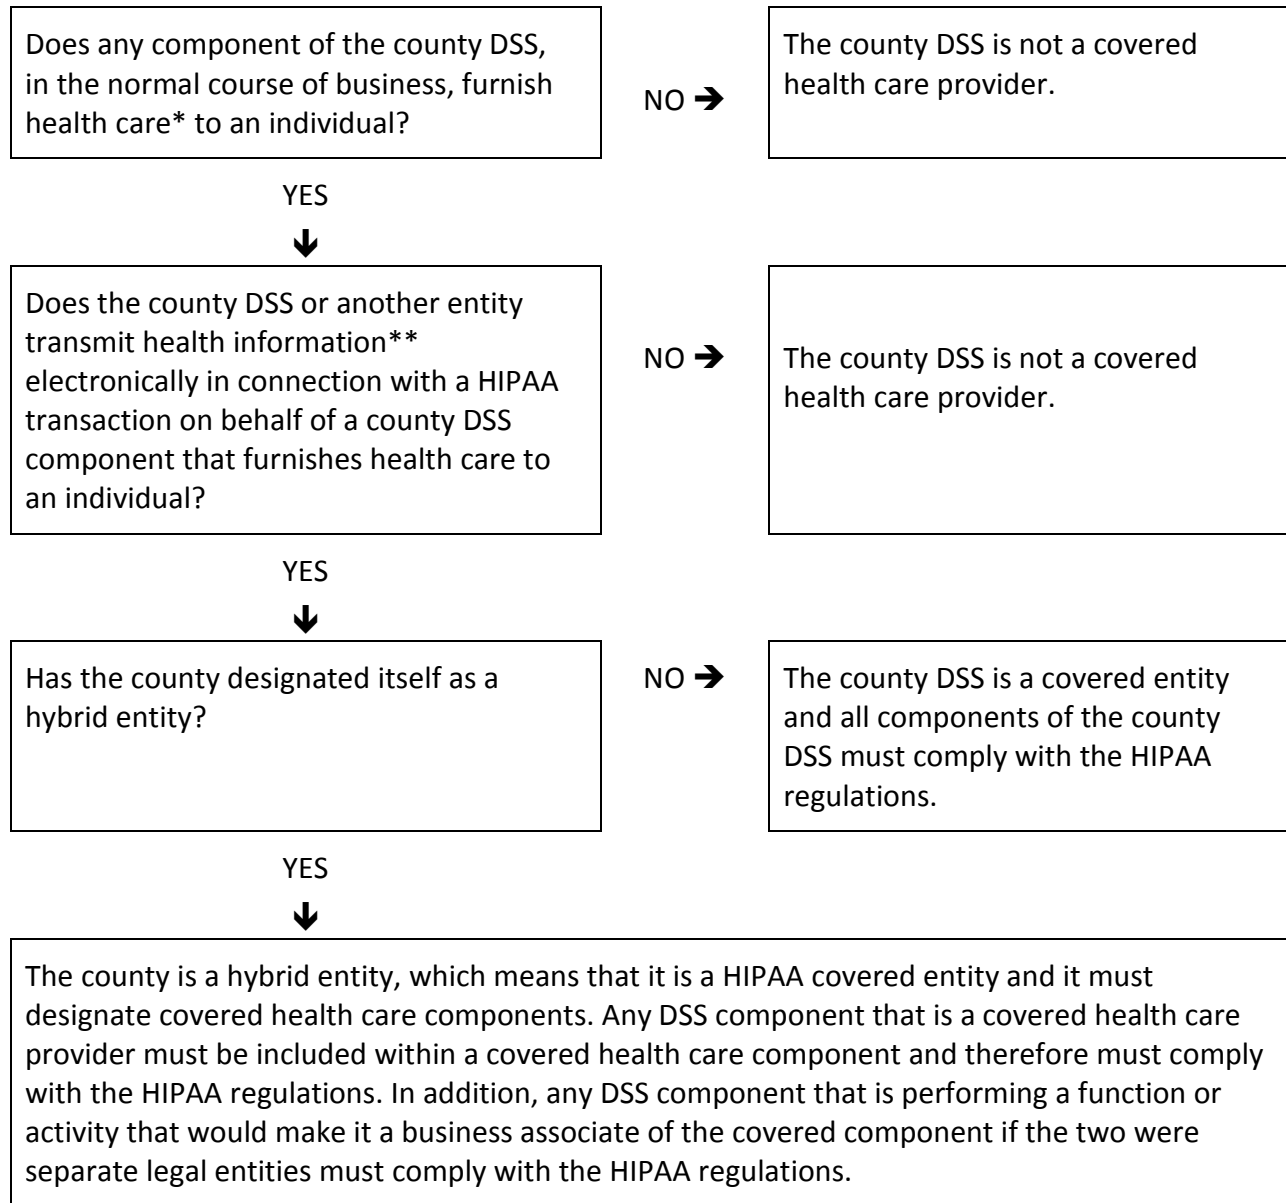 Does any component of the county DSS,
in the normal course of business, furnish
health care* to an individual?
NO ➔
The county DSS is not a covered
health care provider.
YES
🡻
Does the county DSS or another entity
transmit health information**
electronically in connection with a HIPAA
transaction on behalf of a county DSS
component that furnishes health care to
an individual?
NO ➔
The county DSS is not a covered
health care provider.
YES
🡻
Has the county designated itself as a
hybrid entity?
NO ➔
The county DSS is a covered entity
and all components of the county
DSS must comply with the HIPAA
regulations.
YES
🡻
The county is a hybrid entity, which means that it is a HIPAA covered entity and it must
designate covered health care components. Any DSS component that is a covered health care
provider must be included within a covered health care component and therefore must comply
with the HIPAA regulations. In addition, any DSS component that is performing a function or
activity that would make it a business associate of the covered component if the two were
separate legal entities must comply with the HIPAA regulations.